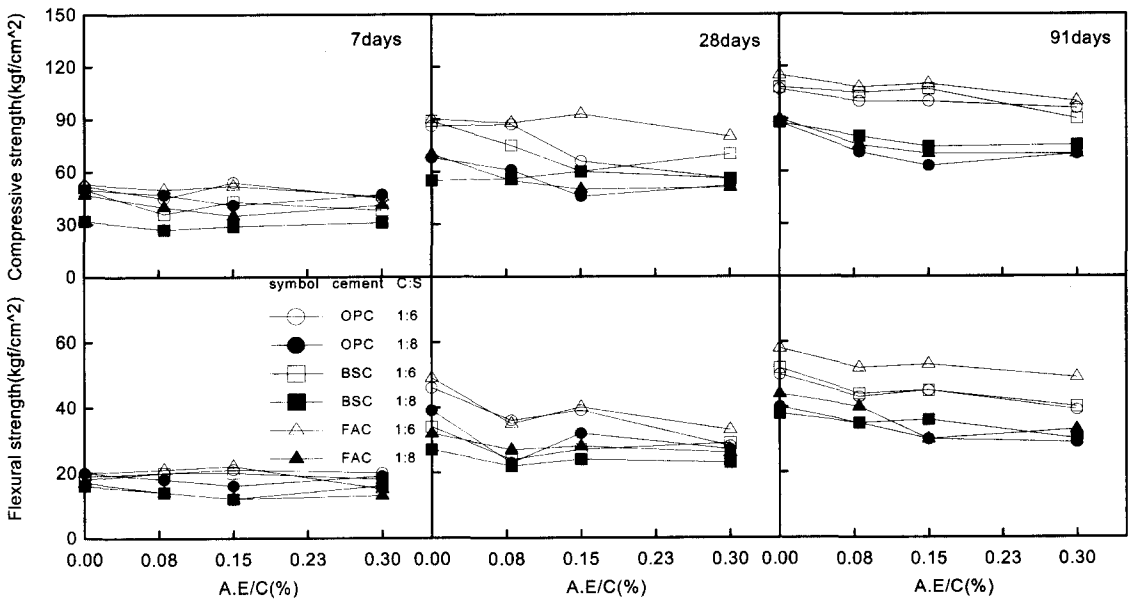 Compressive strength(kgf/cm^2)
150
120
90
60
30
0
7days
28days
91days
Flexural strength(kgf/cm^2)
60
40
20
0
symbol cement C:S
OPC 1:6
OPC 1:8
BSC 1:6
BSC 1:8
FAC 1:6
FAC 1:8
0.00 0.08 0.15 0.23 0.30
0.00 0.08 0.15 0.23 0.30
0.00 0.08 0.15 0.23 0.30
A.E/C(%)
A.E/C(%)
A.E/C(%)